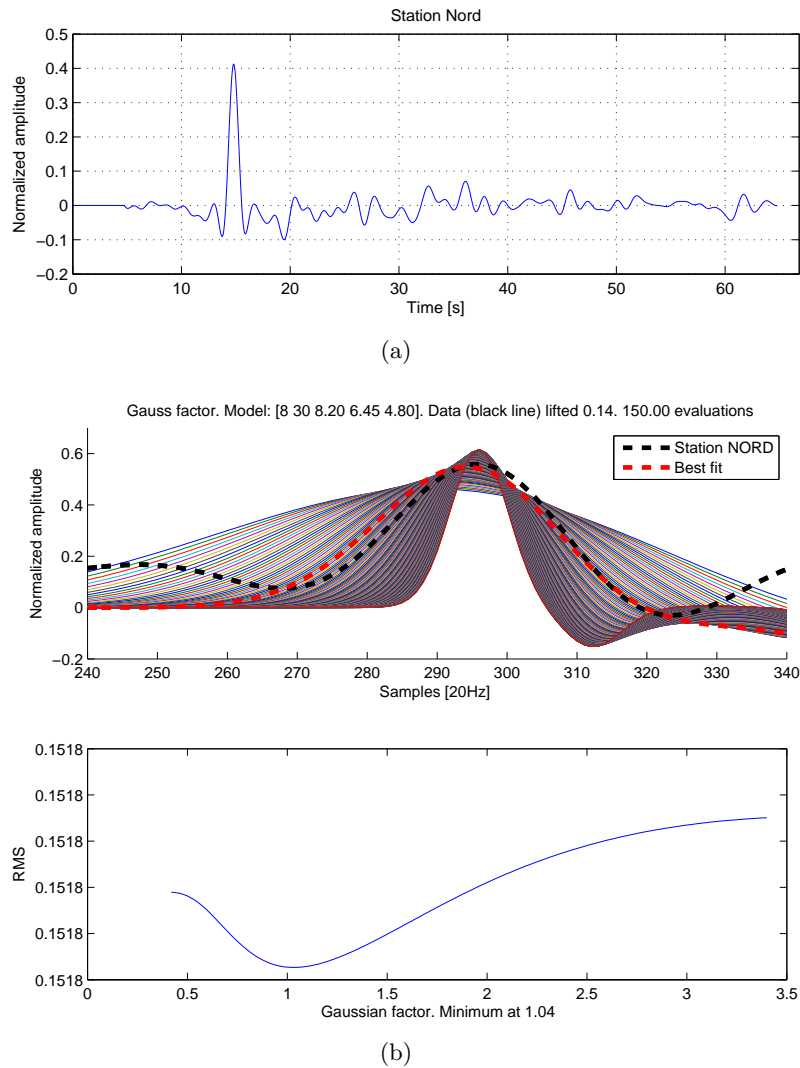 Station Nord
Normalized amplitude
0.5
0.4
0.3
0.2
0.1
0
−0.1
−0.2
0 10 20 30 40 50 60
Time [s]
(a)
Gauss factor. Model: [8 30 8.20 6.45 4.80]. Data (black line) lifted 0.14. 150.00 evaluations
Normalized amplitude
0.6
0.4
0.2
0
−0.2
Station NORD
Best fit
240 250 260 270 280 290 300 310 320 330 340
Samples [20Hz]
RMS
0.1518
0.1518
0.1518
0.1518
0.1518
0.1518
0 0.5 1 1.5 2 2.5 3 3.5
Gaussian factor. Minimum at 1.04
(b)